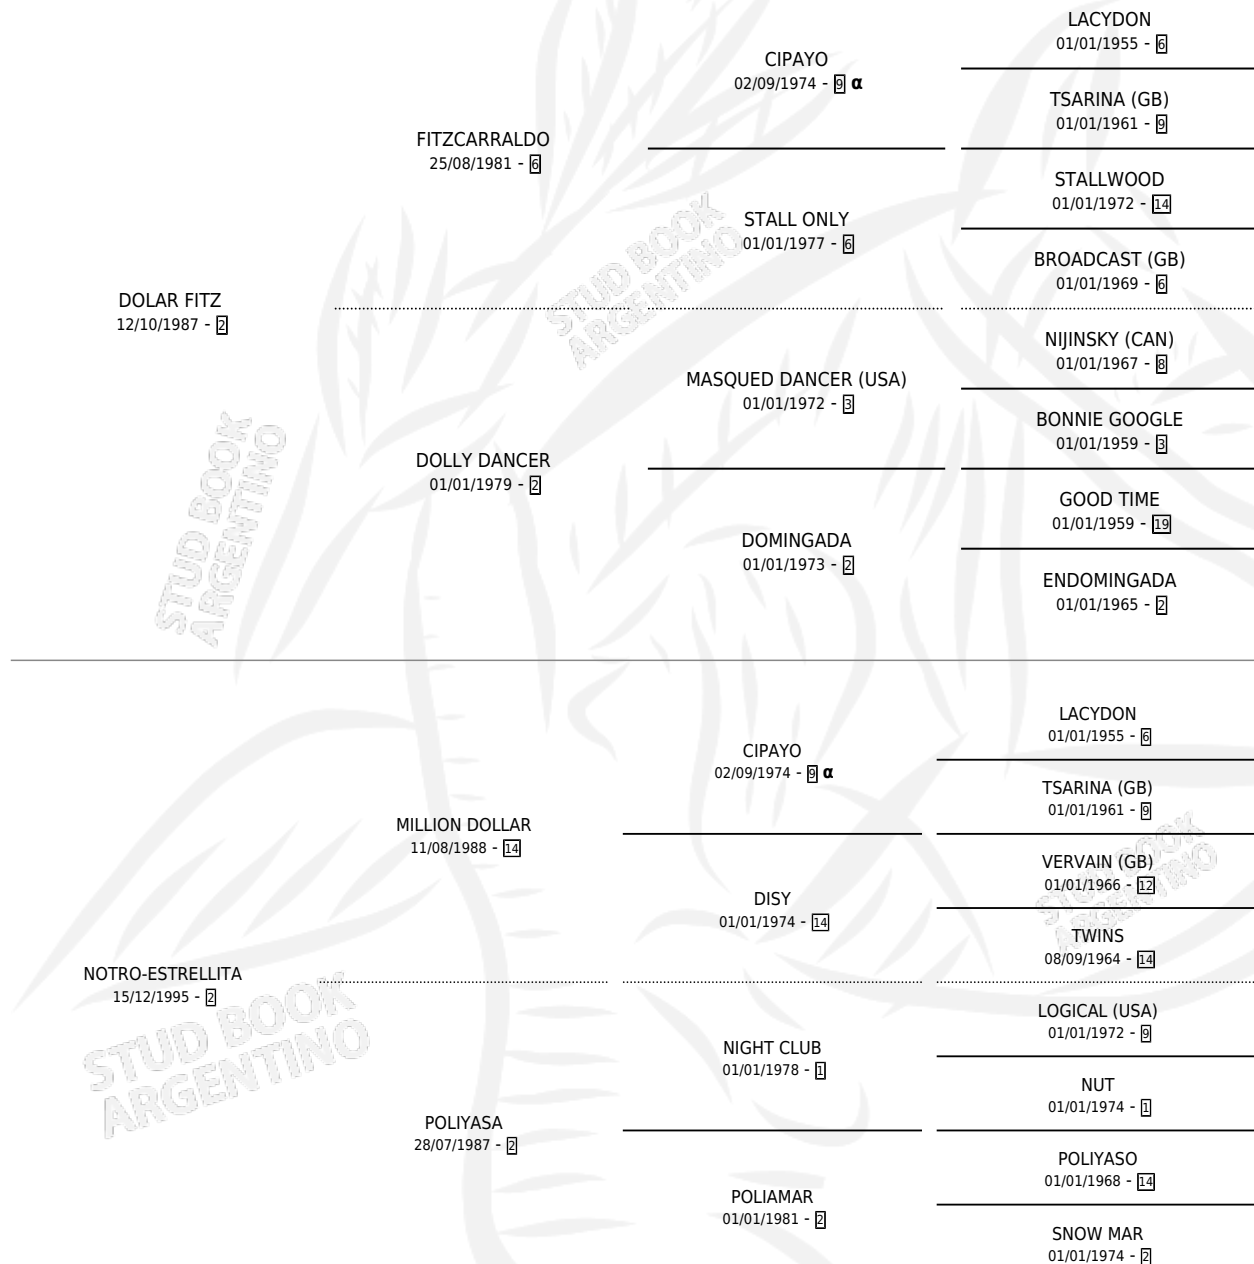 LACYDON
01/01/1955 - 6
CIPAYO
02/09/1974 - 9 α
TSARINA (GB)
01/01/1961 - 9
FITZCARRALDO
25/08/1981 - 6
STALLWOOD
01/01/1972 - 14
STALL ONLY
01/01/1977 - 6
BROADCAST (GB)
01/01/1969 - 6
DOLAR FITZ
12/10/1987 - 2
NIJINSKY (CAN)
01/01/1967 - 8
MASQUED DANCER (USA)
01/01/1972 - 3
BONNIE GOOGLE
01/01/1959 - 3
DOLLY DANCER
01/01/1979 - 2
GOOD TIME
01/01/1959 - 19
DOMINGADA
01/01/1973 - 2
ENDOMINGADA
01/01/1965 - 2
STUD BOOK
ARGENTINO
STUD BOOK
ARGENTINO
LACYDON
01/01/1955 - 6
CIPAYO
02/09/1974 - 9 α
TSARINA (GB)
01/01/1961 - 9
MILLION DOLLAR
11/08/1988 - 14
VERVAIN (GB)
01/01/1966 - 12
DISY
01/01/1974 - 14
TWINS
08/09/1964 - 14
NOTRO-ESTRELLITA
15/12/1995 - 2
LOGICAL (USA)
01/01/1972 - 9
NIGHT CLUB
01/01/1978 - 1
NUT
01/01/1974 - 1
POLIYASA
28/07/1987 - 2
POLIYASO
01/01/1968 - 14
POLIAMAR
01/01/1981 - 2
SNOW MAR
01/01/1974 - 2
STUD BOOK
ARGENTINO
STUD BOOK
ARGENTINO